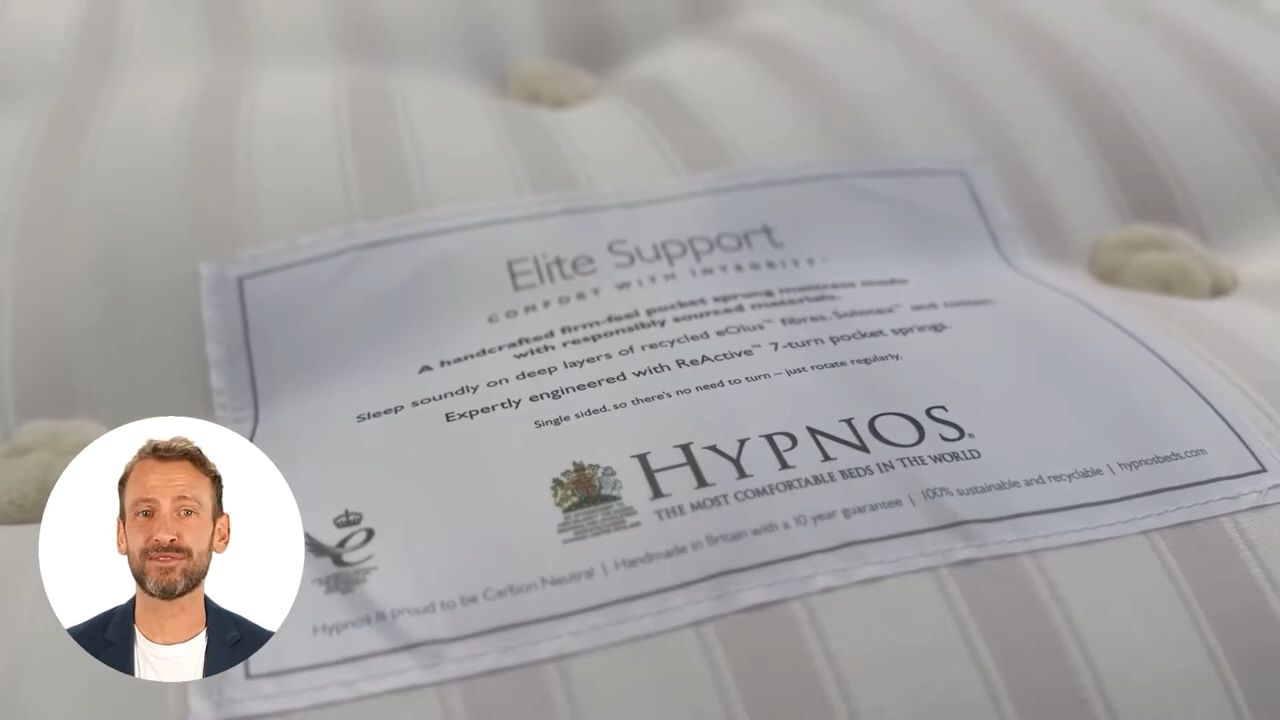 Elite Support
COMFORT WITH INTEGRITY™
A handcrafted firm-feel pocket sprung mattress made
with responsibly sourced materials.
Sleep soundly on deep layers of recycled eOlus™ fibres, Solotex™ and cotton.
Expertly engineered with ReActive™ 7-turn pocket springs.
Single sided, so there's no need to turn – just rotate regularly.
HYPNOS®
THE MOST COMFORTABLE BEDS IN THE WORLD
Hypnos is proud to be Carbon Neutral | Handmade in Britain with a 10 year guarantee | 100% sustainable and recyclable | hypnosbeds.com